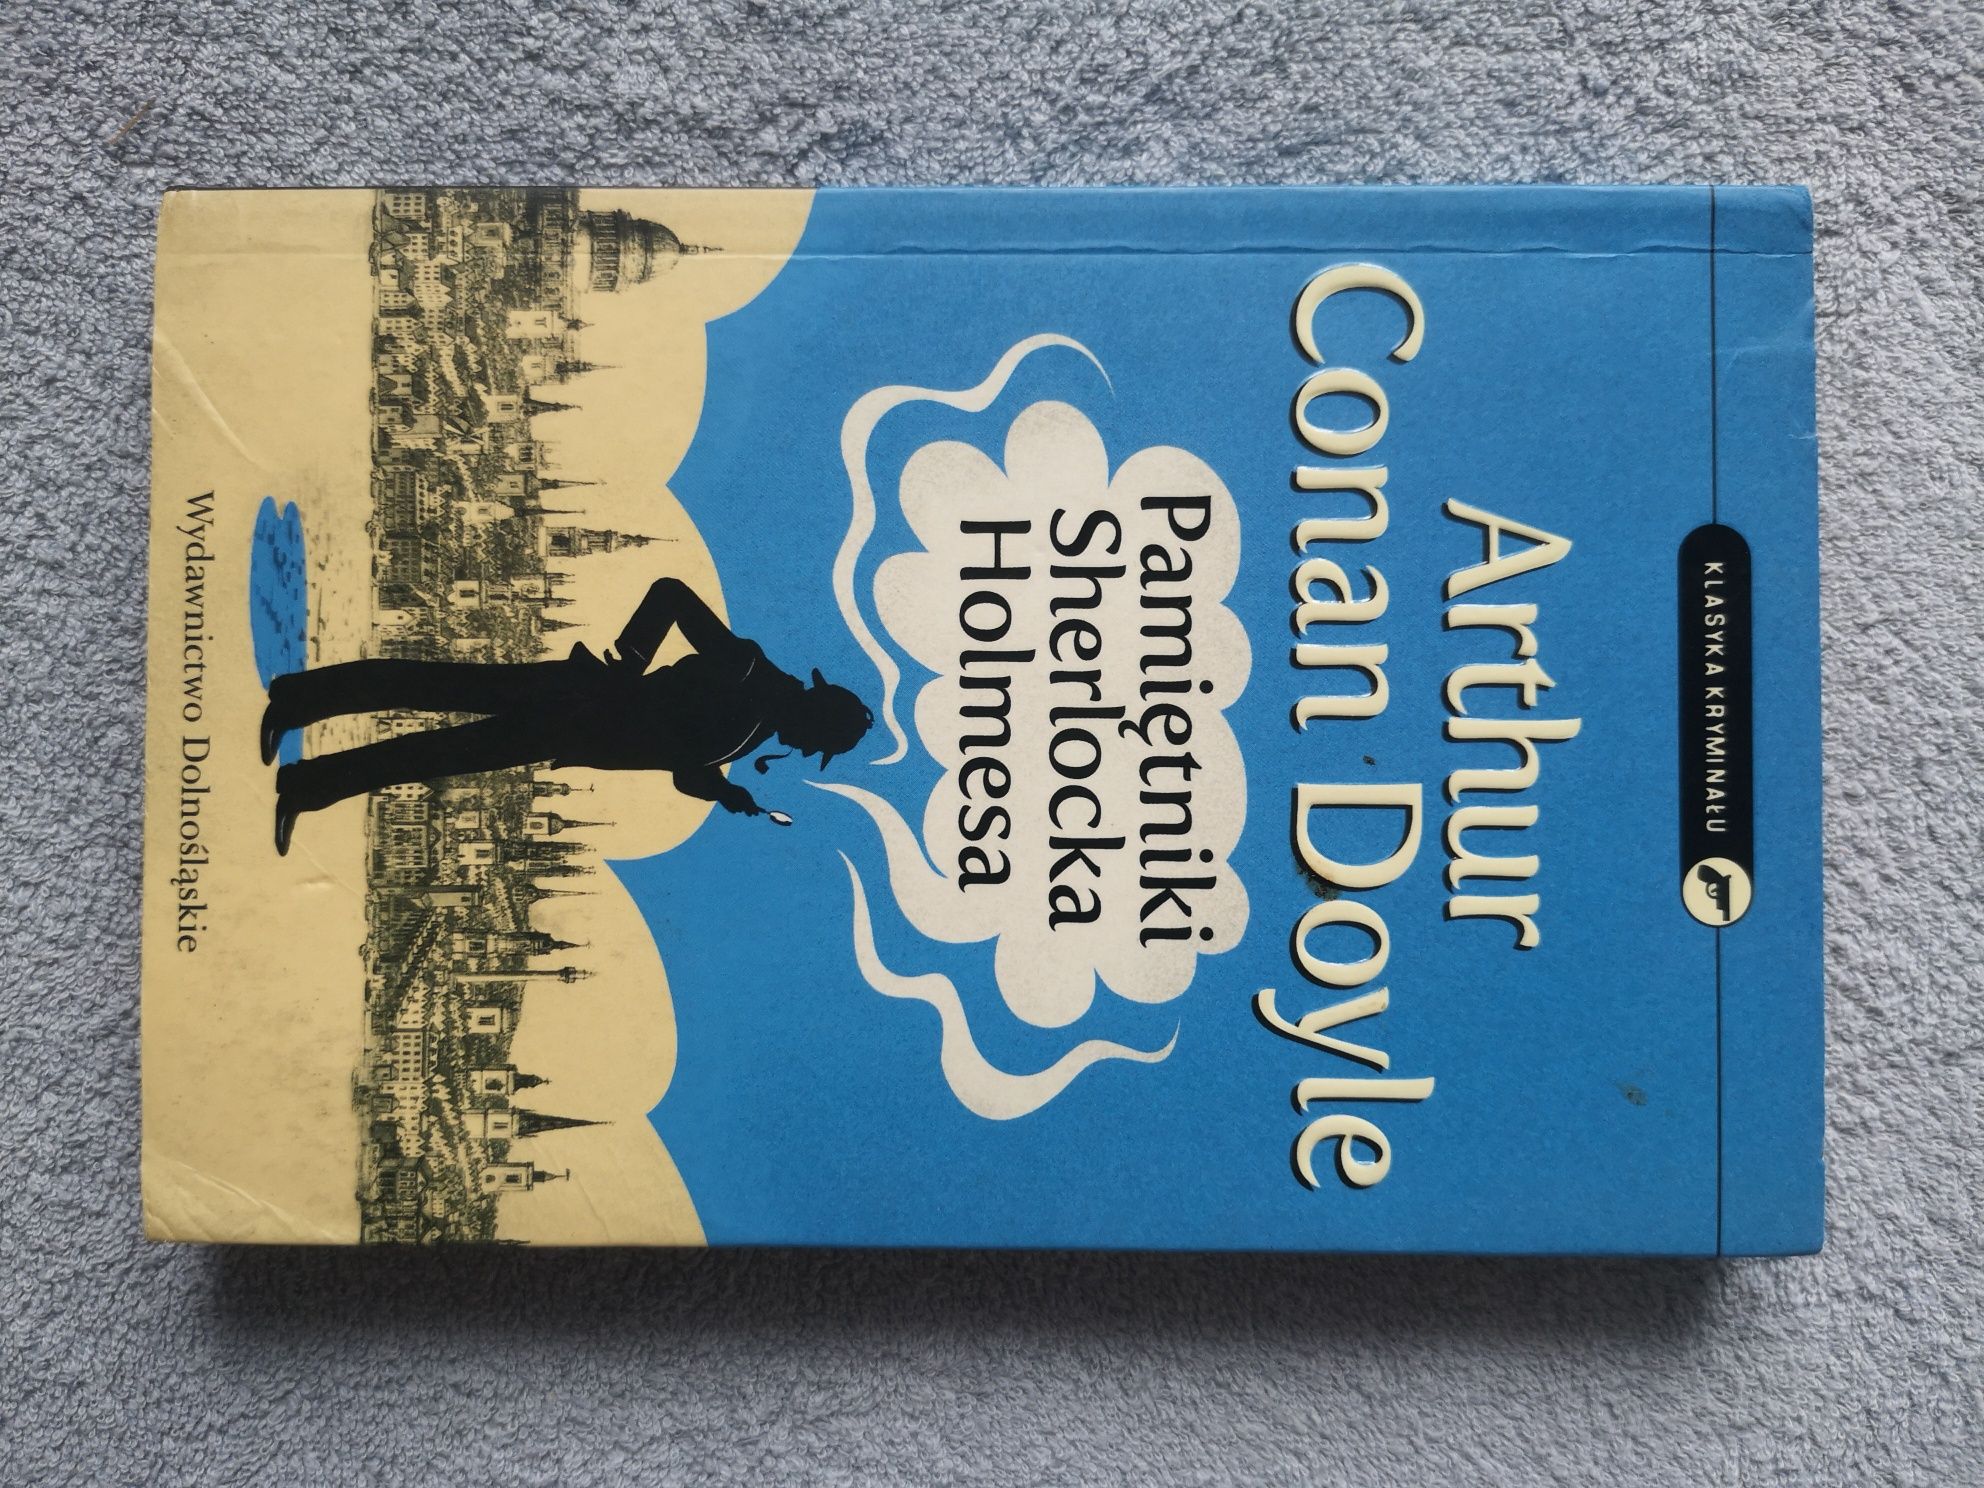 KLASYKA KRYMINAŁU
Arthur
Conan Doyle
Pamiętniki
Sherlocka
Holmesa
Wydawnictwo Dolnośląskie